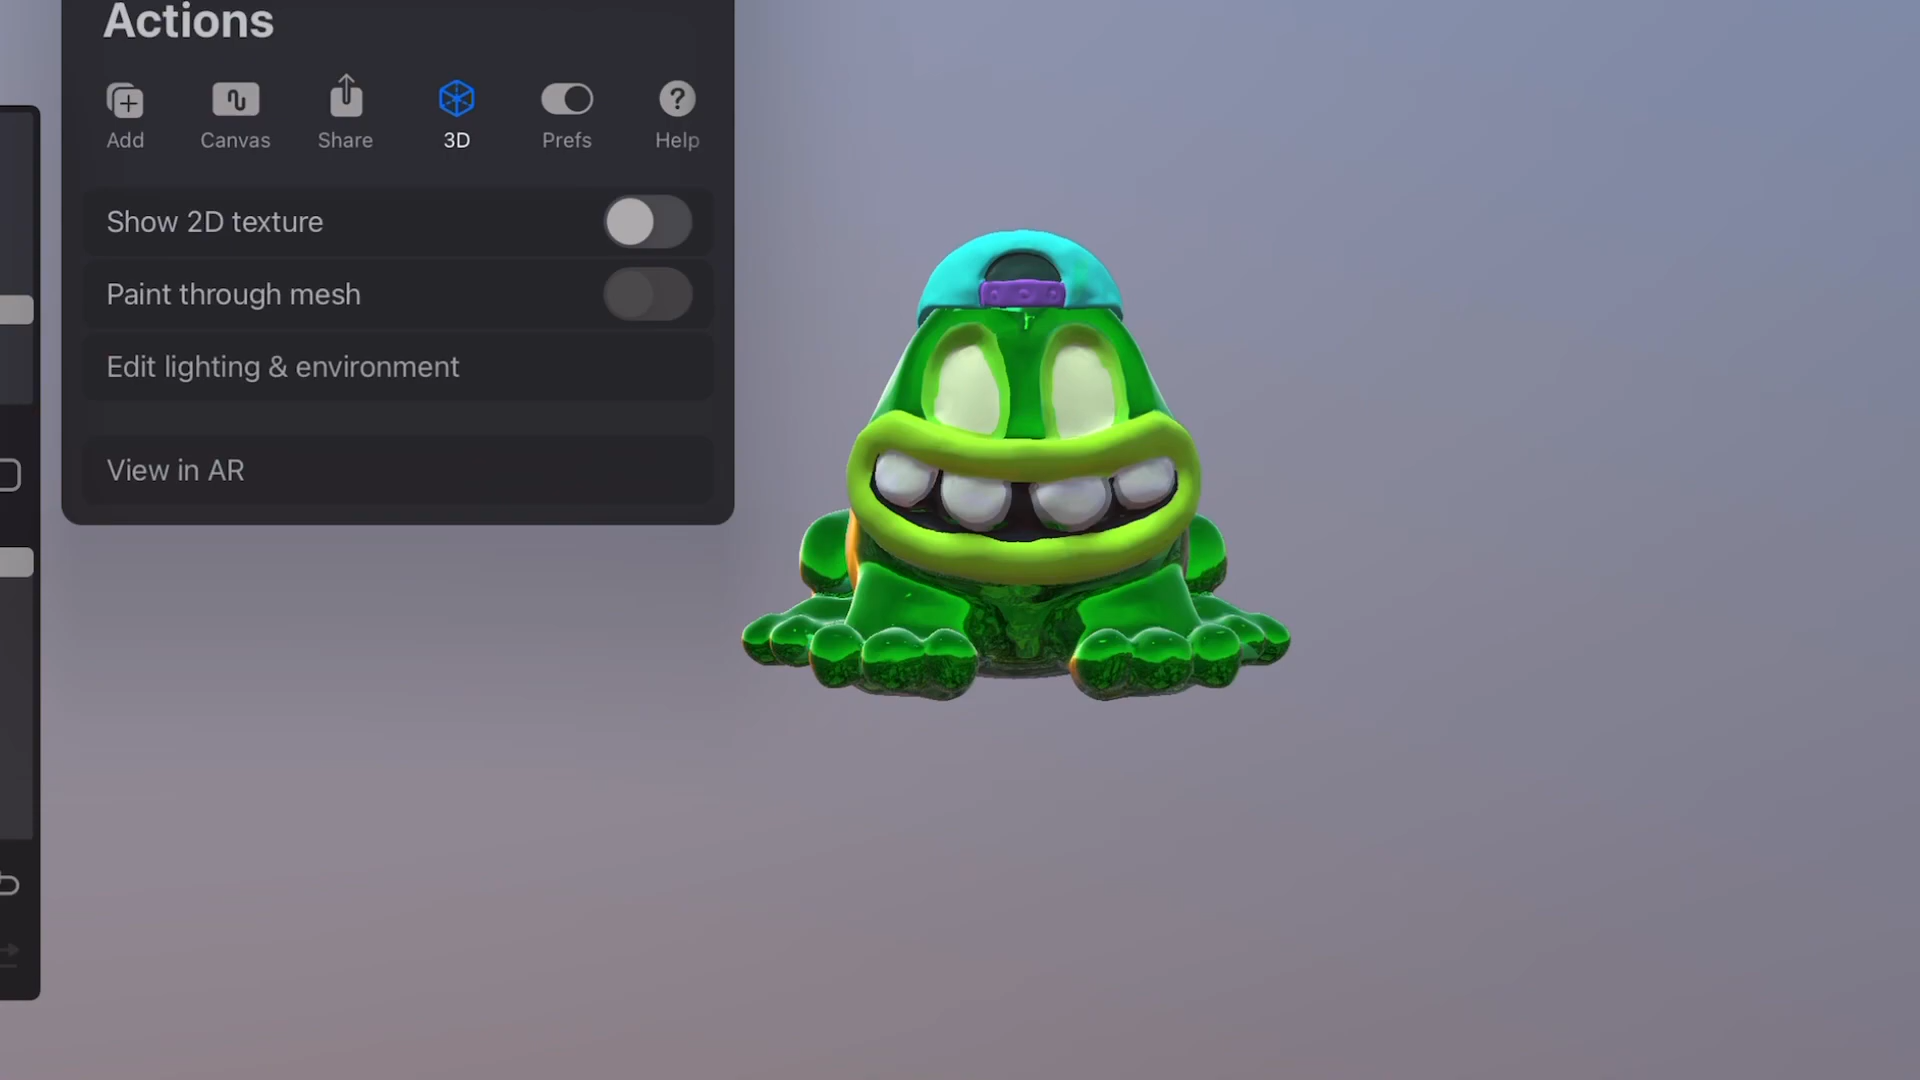 Actions
Add
Canvas
Share
3D
Prefs
Help
Show 2D texture
Paint through mesh
Edit lighting & environment
View in AR